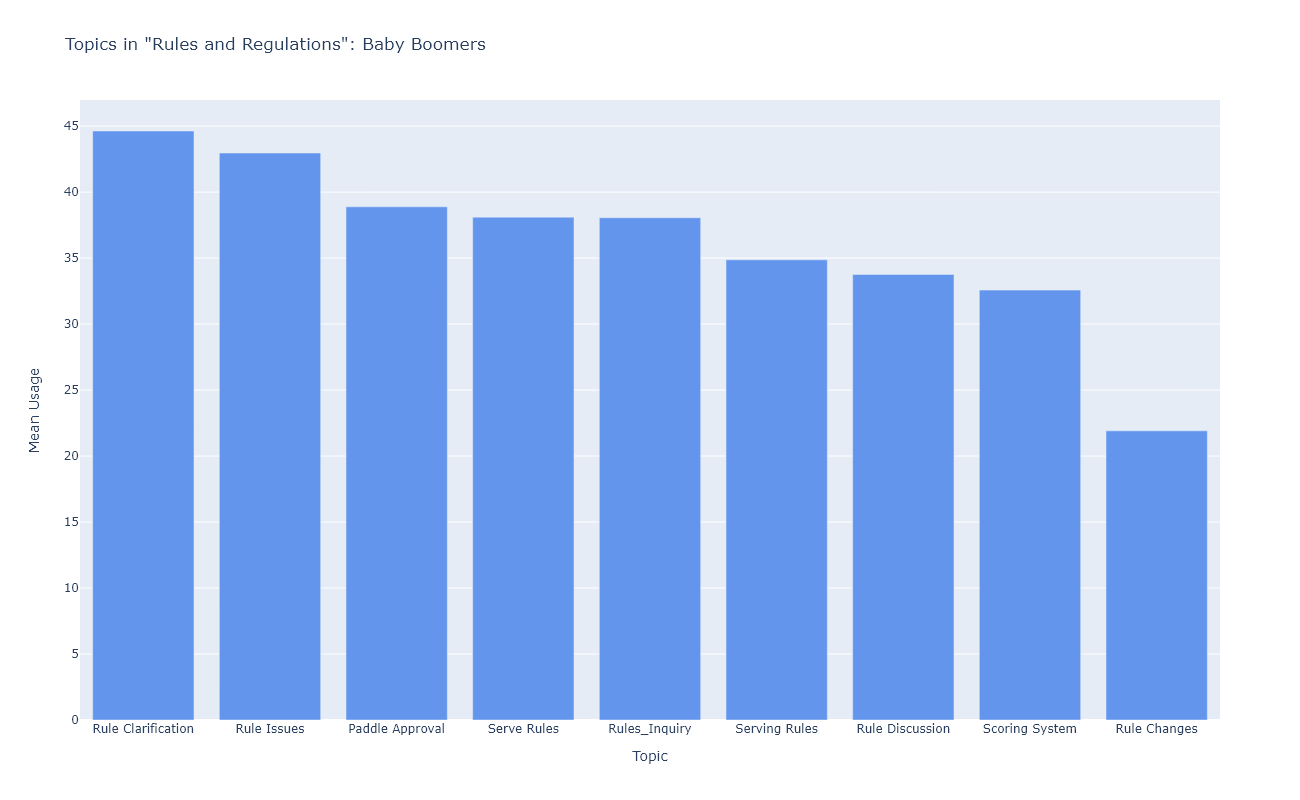 Topics in "Rules and Regulations": Baby Boomers
45
40
35
30
25
20
15
10
5
0
Mean Usage
Rule Clarification
Rule Issues
Paddle Approval
Serve Rules
Rules_Inquiry
Serving Rules
Rule Discussion
Scoring System
Rule Changes
Topic